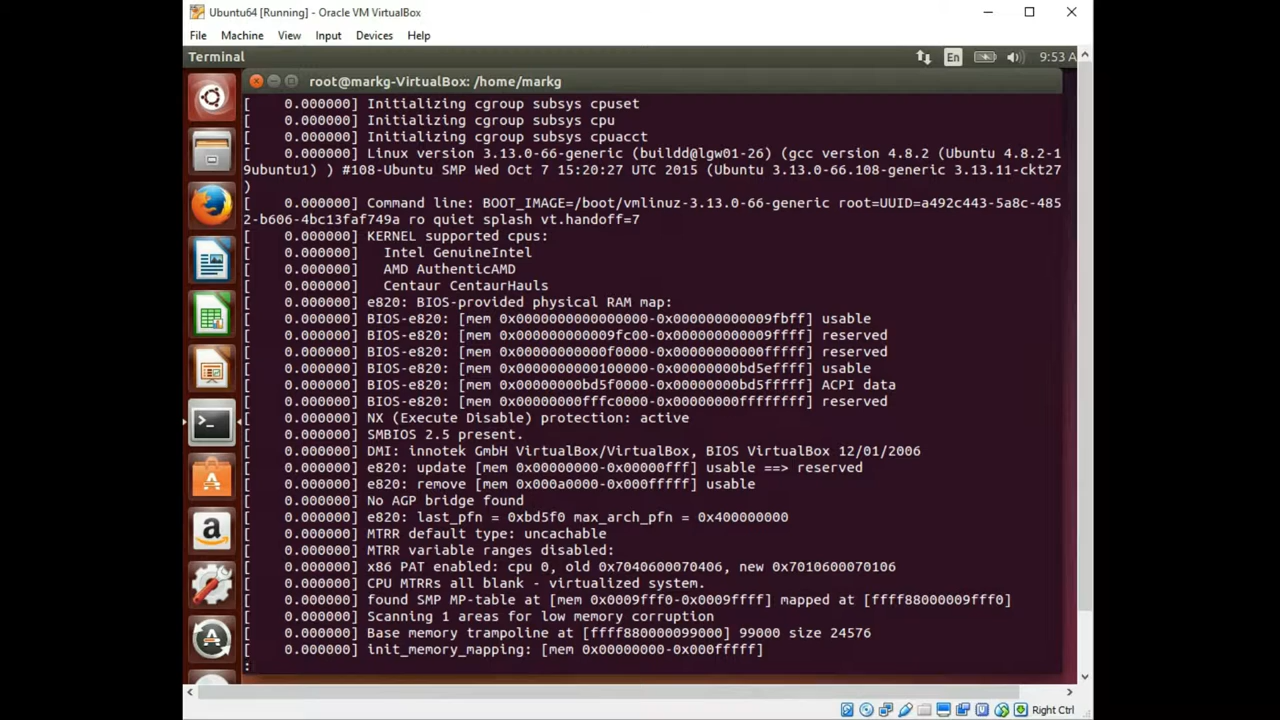 Ubuntu64 [Running] - Oracle VM VirtualBox
File Machine View Input Devices Help
Terminal En 9:53 A
root@markg-VirtualBox: /home/markg
[    0.000000] Initializing cgroup subsys cpuset
[    0.000000] Initializing cgroup subsys cpu
[    0.000000] Initializing cgroup subsys cpuacct
[    0.000000] Linux version 3.13.0-66-generic (buildd@lgw01-26) (gcc version 4.8.2 (Ubuntu 4.8.2-1
9ubuntu1) ) #108-Ubuntu SMP Wed Oct 7 15:20:27 UTC 2015 (Ubuntu 3.13.0-66.108-generic 3.13.11-ckt27
)
[    0.000000] Command line: BOOT_IMAGE=/boot/vmlinuz-3.13.0-66-generic root=UUID=a492c443-5a8c-485
2-b606-4bc13faf749a ro quiet splash vt.handoff=7
[    0.000000] KERNEL supported cpus:
[    0.000000]   Intel GenuineIntel
[    0.000000]   AMD AuthenticAMD
[    0.000000]   Centaur CentaurHauls
[    0.000000] e820: BIOS-provided physical RAM map:
[    0.000000] BIOS-e820: [mem 0x0000000000000000-0x000000000009fbff] usable
[    0.000000] BIOS-e820: [mem 0x000000000009fc00-0x000000000009ffff] reserved
[    0.000000] BIOS-e820: [mem 0x00000000000f0000-0x00000000000fffff] reserved
[    0.000000] BIOS-e820: [mem 0x0000000000100000-0x00000000bd5effff] usable
[    0.000000] BIOS-e820: [mem 0x00000000bd5f0000-0x00000000bd5fffff] ACPI data
[    0.000000] BIOS-e820: [mem 0x00000000fffc0000-0x00000000ffffffff] reserved
[    0.000000] NX (Execute Disable) protection: active
[    0.000000] SMBIOS 2.5 present.
[    0.000000] DMI: innotek GmbH VirtualBox/VirtualBox, BIOS VirtualBox 12/01/2006
[    0.000000] e820: update [mem 0x00000000-0x00000fff] usable ==> reserved
[    0.000000] e820: remove [mem 0x000a0000-0x000fffff] usable
[    0.000000] No AGP bridge found
[    0.000000] e820: last_pfn = 0xbd5f0 max_arch_pfn = 0x400000000
[    0.000000] MTRR default type: uncachable
[    0.000000] MTRR variable ranges disabled:
[    0.000000] x86 PAT enabled: cpu 0, old 0x7040600070406, new 0x7010600070106
[    0.000000] CPU MTRRs all blank - virtualized system.
[    0.000000] found SMP MP-table at [mem 0x0009fff0-0x0009ffff] mapped at [ffff88000009fff0]
[    0.000000] Scanning 1 areas for low memory corruption
[    0.000000] Base memory trampoline at [ffff880000099000] 99000 size 24576
[    0.000000] init_memory_mapping: [mem 0x00000000-0x000fffff]
:
Right Ctrl